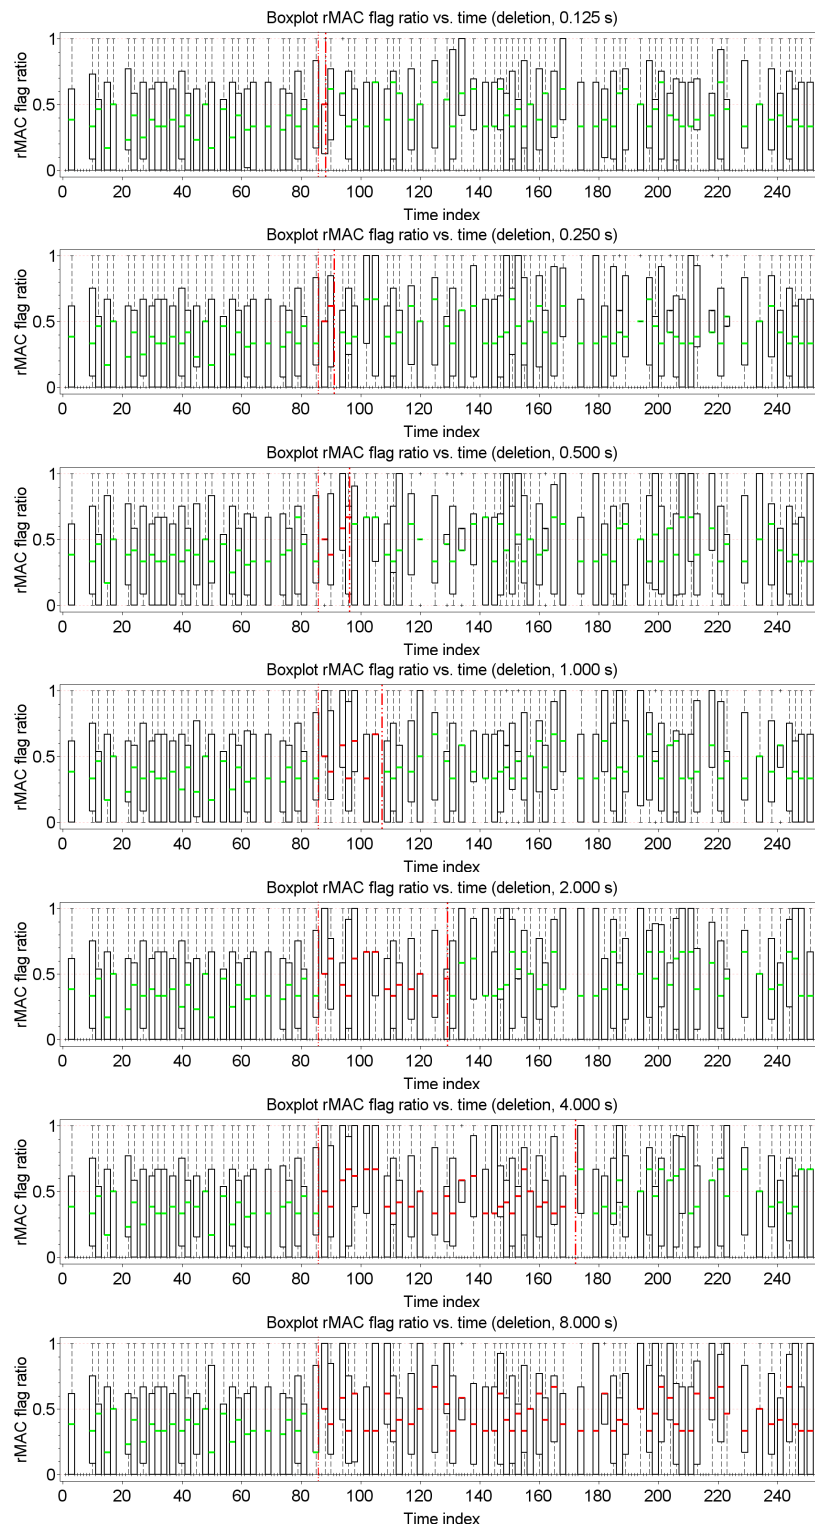 Boxplot rMAC flag ratio vs. time (deletion, 0.125 s)
1
0.5
0
rMAC flag ratio
0 20 40 60 80 100 120 140 160 180 200 220 240
Time index
Boxplot rMAC flag ratio vs. time (deletion, 0.250 s)
1
0.5
0
rMAC flag ratio
0 20 40 60 80 100 120 140 160 180 200 220 240
Time index
Boxplot rMAC flag ratio vs. time (deletion, 0.500 s)
1
0.5
0
rMAC flag ratio
0 20 40 60 80 100 120 140 160 180 200 220 240
Time index
Boxplot rMAC flag ratio vs. time (deletion, 1.000 s)
1
0.5
0
rMAC flag ratio
0 20 40 60 80 100 120 140 160 180 200 220 240
Time index
Boxplot rMAC flag ratio vs. time (deletion, 2.000 s)
1
0.5
0
rMAC flag ratio
0 20 40 60 80 100 120 140 160 180 200 220 240
Time index
Boxplot rMAC flag ratio vs. time (deletion, 4.000 s)
1
0.5
0
rMAC flag ratio
0 20 40 60 80 100 120 140 160 180 200 220 240
Time index
Boxplot rMAC flag ratio vs. time (deletion, 8.000 s)
1
0.5
0
rMAC flag ratio
0 20 40 60 80 100 120 140 160 180 200 220 240
Time index